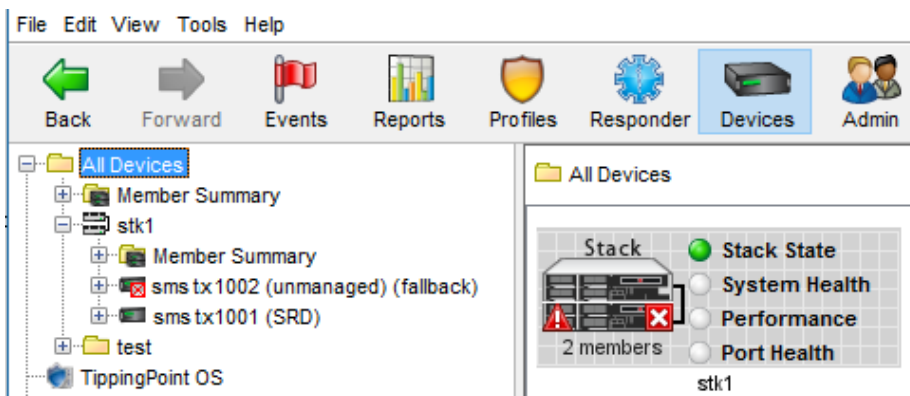 File Edit View Tools Help
Back Forward Events Reports Profiles Responder Devices Admin
All Devices
Member Summary
stk1
Member Summary
sms tx1002 (unmanaged) (fallback)
sms tx1001 (SRD)
test
TippingPoint OS
All Devices
Stack
2 members
Stack State
System Health
Performance
Port Health
stk1